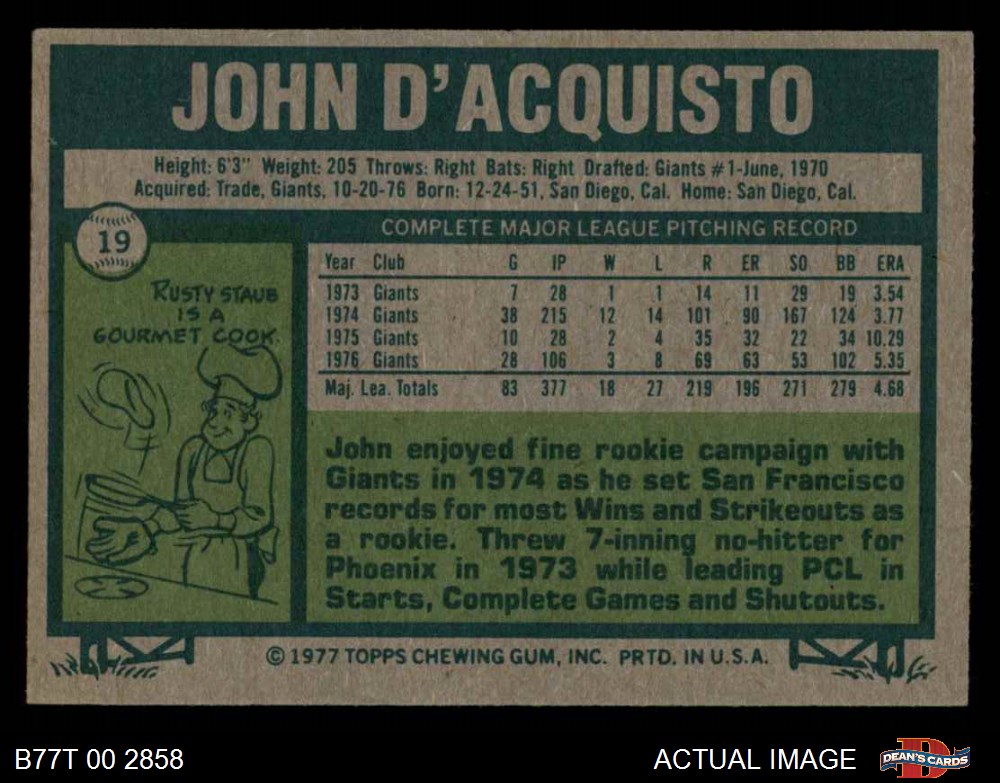 JOHN D'ACQUISTO
Height: 6'3" Weight: 205 Throws: Right Bats: Right Drafted: Giants #1-June, 1970
Acquired: Trade, Giants, 10-20-76 Born: 12-24-51, San Diego, Cal. Home: San Diego, Cal.
19
RUSTY STAUB
IS A
GOURMET COOK.
COMPLETE MAJOR LEAGUE PITCHING RECORD
Year Club G IP W L R ER SO BB ERA
1973 Giants 7 28 1 1 14 11 29 19 3.54
1974 Giants 38 215 12 14 101 90 167 124 3.77
1975 Giants 10 28 2 4 35 32 22 34 10.29
1976 Giants 28 106 3 8 69 63 53 102 5.35
Maj. Lea. Totals 83 377 18 27 219 196 271 279 4.68
John enjoyed fine rookie campaign with
Giants in 1974 as he set San Francisco
records for most Wins and Strikeouts as
a rookie. Threw 7-inning no-hitter for
Phoenix in 1973 while leading PCL in
Starts, Complete Games and Shutouts.
© 1977 TOPPS CHEWING GUM, INC. PRTD. IN U.S.A.
B77T 00 2858
ACTUAL IMAGE
D
DEAN'S CARDS